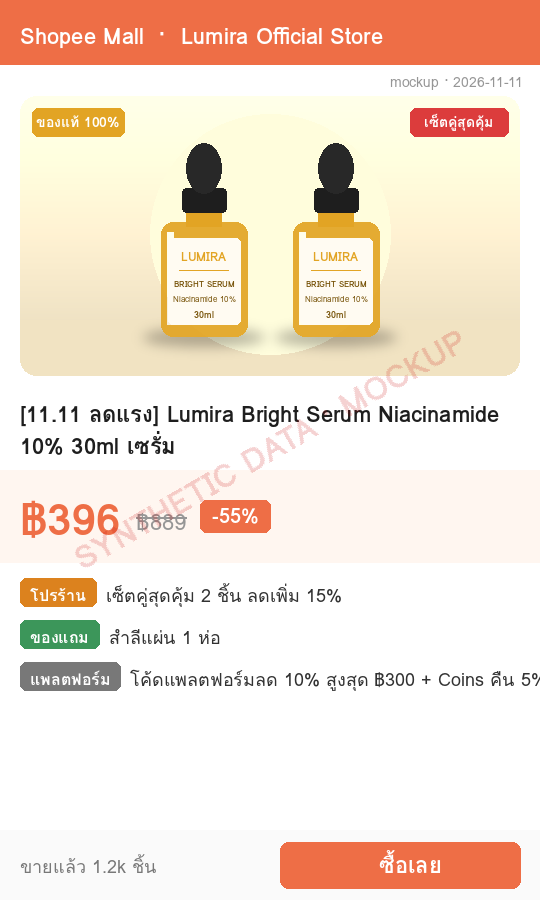 Shopee Mall · Lumira Official Store
mockup · 2026-11-11
ของแท้ 100%
เซ็ตคู่สุดคุ้ม
LUMIRA
BRIGHT SERUM
Niacinamide 10%
30ml
LUMIRA
BRIGHT SERUM
Niacinamide 10%
30ml
[11.11 ลดแรง] Lumira Bright Serum Niacinamide
10% 30ml เซรั่ม
฿396 ฿889 -55%
SYNTHETIC DATA · MOCKUP
โปรร้าน เซ็ตคู่สุดคุ้ม 2 ชิ้น ลดเพิ่ม 15%
ของแถม สำลีแผ่น 1 ห่อ
แพลตฟอร์ม โค้ดแพลตฟอร์มลด 10% สูงสุด ฿300 + Coins คืน 5%
ขายแล้ว 1.2k ชิ้น
ซื้อเลย